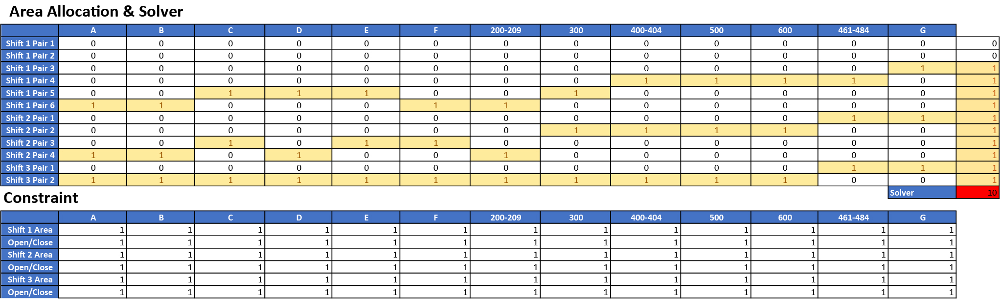 Area Allocation & Solver
A B C D E F 200-209 300 400-404 500 600 461-484 G
Shift 1 Pair 1 0 0 0 0 0 0 0 0 0 0 0 0 0 0
Shift 1 Pair 2 0 0 0 0 0 0 0 0 0 0 0 0 0 0
Shift 1 Pair 3 0 0 0 0 0 0 0 0 0 0 0 0 1 1
Shift 1 Pair 4 0 0 0 0 0 0 0 0 1 1 1 1 0 1
Shift 1 Pair 5 0 0 1 1 1 0 0 1 0 0 0 0 0 1
Shift 1 Pair 6 1 1 0 0 0 1 1 0 0 0 0 0 0 1
Shift 2 Pair 1 0 0 0 0 0 0 0 0 0 0 0 1 1 1
Shift 2 Pair 2 0 0 0 0 0 0 0 1 1 1 1 0 0 1
Shift 2 Pair 3 0 0 1 0 1 1 0 0 0 0 0 0 0 1
Shift 2 Pair 4 1 1 0 1 0 0 1 0 0 0 0 0 0 1
Shift 3 Pair 1 0 0 0 0 0 0 0 0 0 0 0 1 1 1
Shift 3 Pair 2 1 1 1 1 1 1 1 1 1 1 1 0 0 1
Solver 10
Constraint
A B C D E F 200-209 300 400-404 500 600 461-484 G
Shift 1 Area 1 1 1 1 1 1 1 1 1 1 1 1 1
Open/Close 1 1 1 1 1 1 1 1 1 1 1 1 1
Shift 2 Area 1 1 1 1 1 1 1 1 1 1 1 1 1
Open/Close 1 1 1 1 1 1 1 1 1 1 1 1 1
Shift 3 Area 1 1 1 1 1 1 1 1 1 1 1 1 1
Open/Close 1 1 1 1 1 1 1 1 1 1 1 1 1